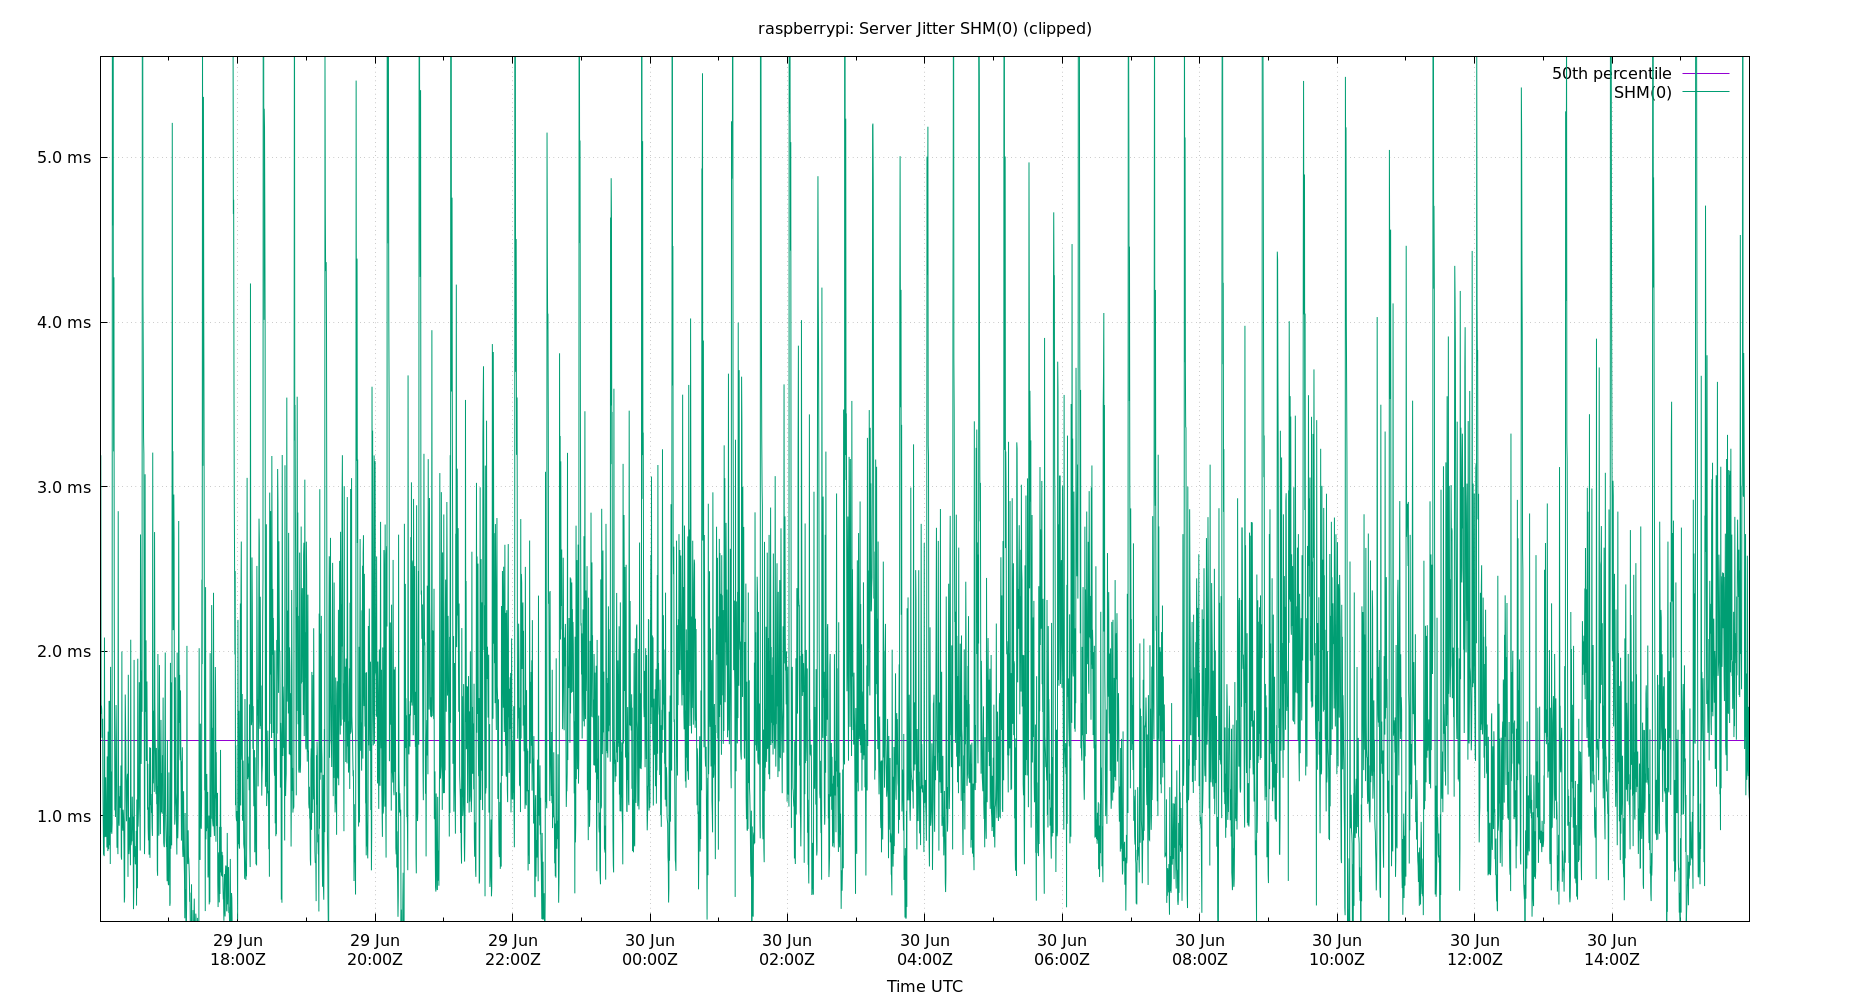 raspberrypi: Server Jitter SHM(0) (clipped)
50th percentile
SHM(0)
5.0 ms
4.0 ms
3.0 ms
2.0 ms
1.0 ms
29 Jun 29 Jun 29 Jun 30 Jun 30 Jun 30 Jun 30 Jun 30 Jun 30 Jun 30 Jun 30 Jun
18:00Z 20:00Z 22:00Z 00:00Z 02:00Z 04:00Z 06:00Z 08:00Z 10:00Z 12:00Z 14:00Z
Time UTC